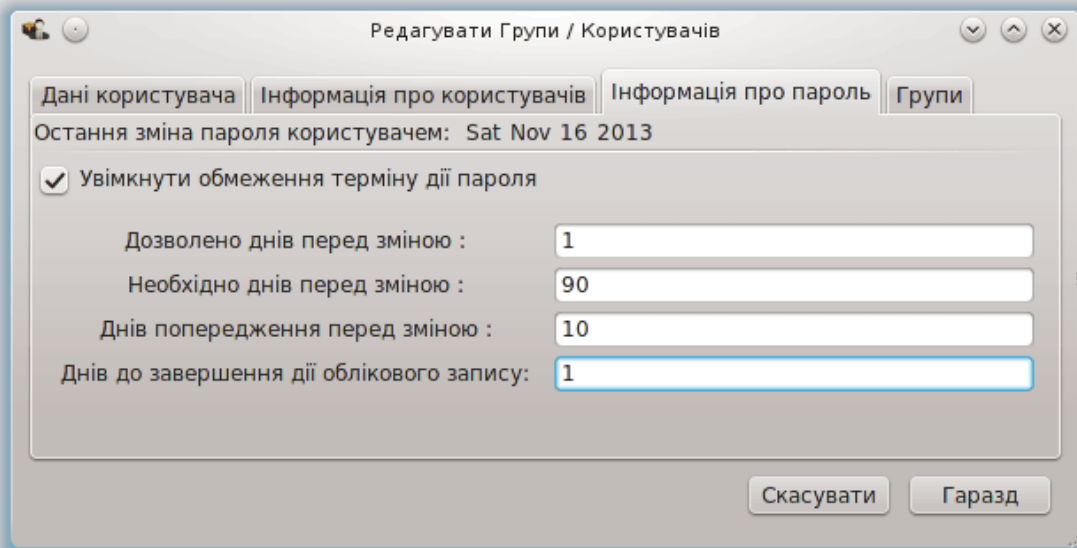 Редагувати Групи / Користувачів
Дані користувача Інформація про користувачів Інформація про пароль Групи
Остання зміна пароля користувачем: Sat Nov 16 2013
Увімкнути обмеження терміну дії пароля
Дозволено днів перед зміною : 1
Необхідно днів перед зміною : 90
Днів попередження перед зміною : 10
Днів до завершення дії облікового запису: 1
Скасувати Гаразд